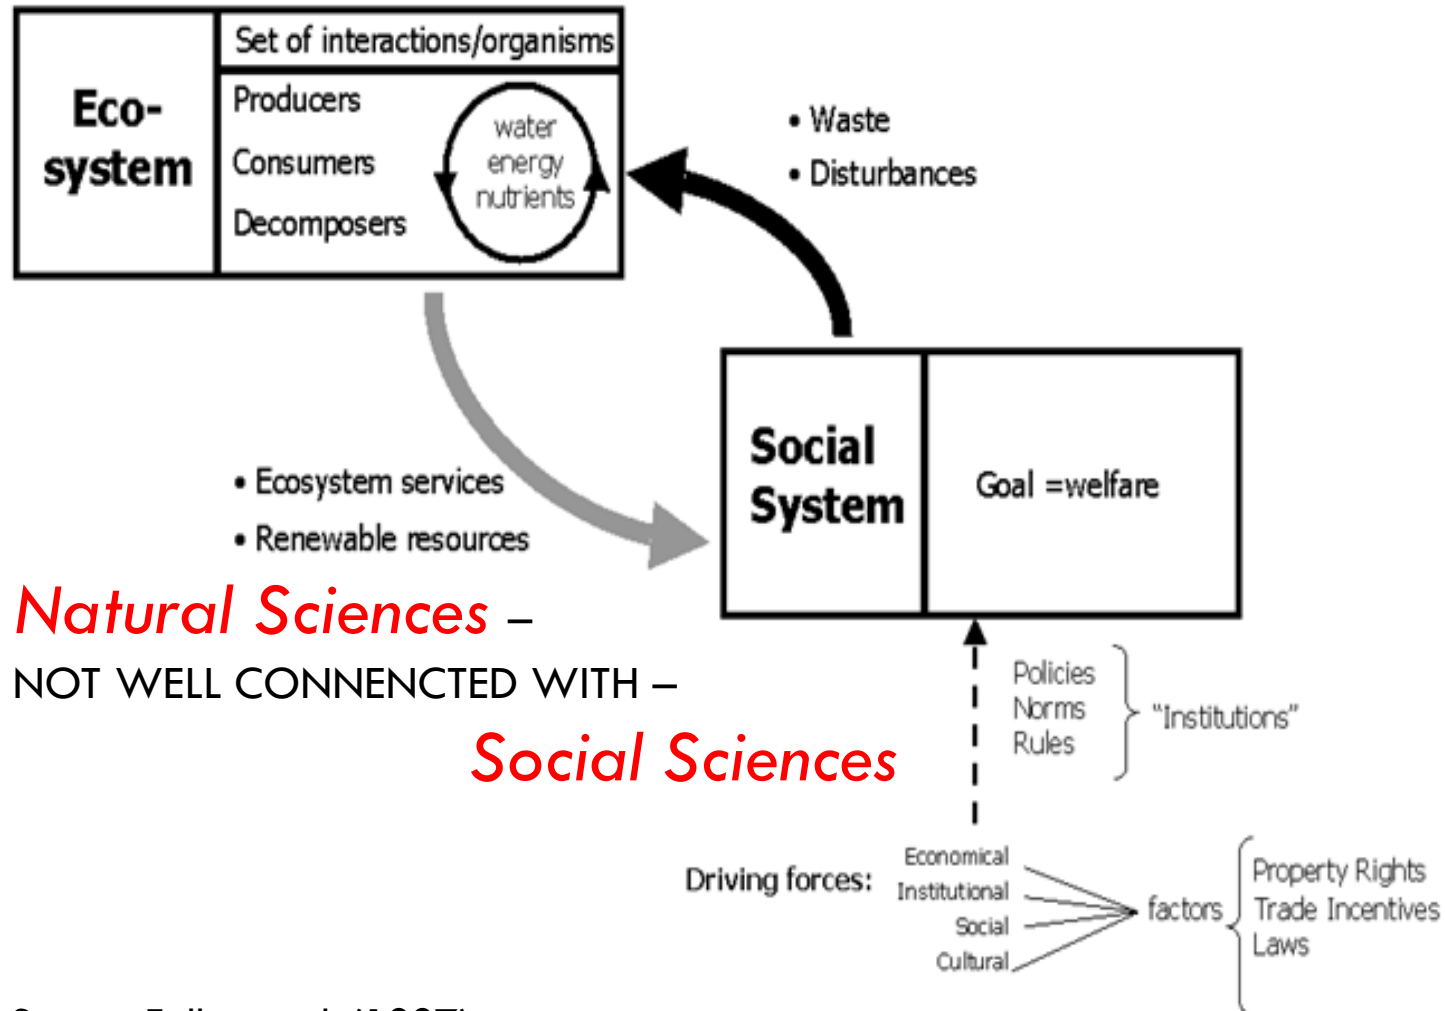 Set of interactions/organisms
Eco-
system
Producers
Consumers
Decomposers
water
energy
nutrients
• Waste
• Disturbances
• Ecosystem services
• Renewable resources
Social
System
Goal =welfare
Natural Sciences –
NOT WELL CONNENCTED WITH –
Social Sciences
Policies
Norms
Rules
"Institutions"
Driving forces:
Economical
Institutional
Social
Cultural
factors
Property Rights
Trade Incentives
Laws